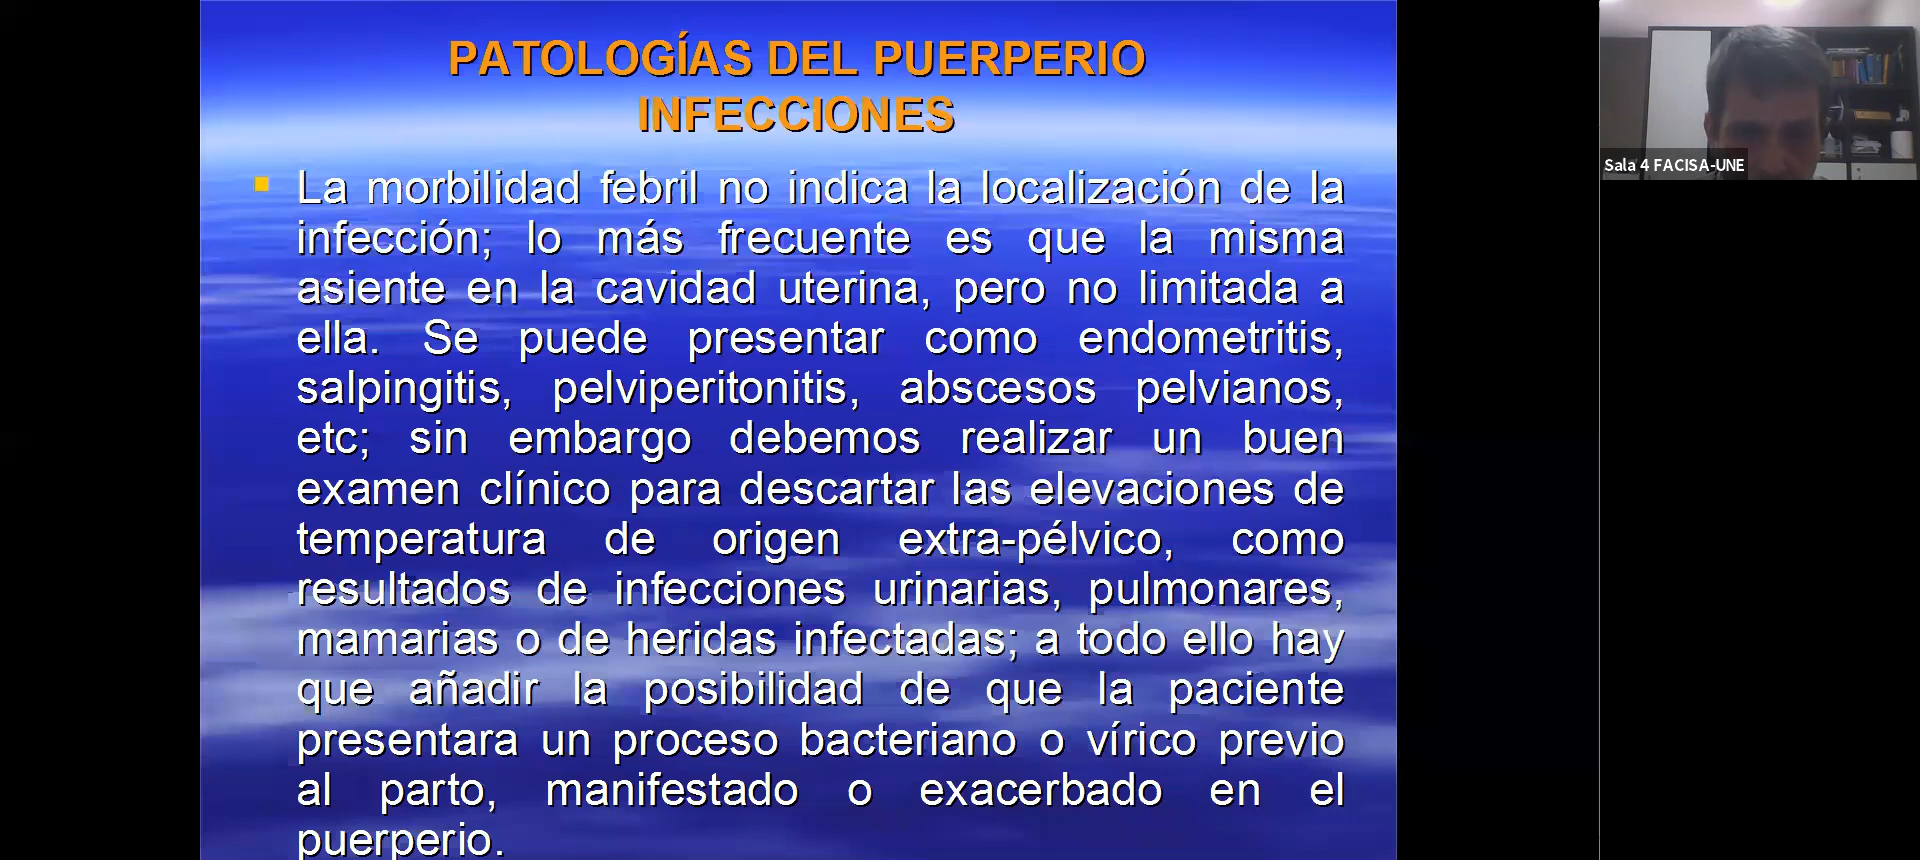 PATOLOGÍAS DEL PUERPERIO
INFECCIONES
La morbilidad febril no indica la localización de la
infección; lo más frecuente es que la misma
asiente en la cavidad uterina, pero no limitada a
ella. Se puede presentar como endometritis,
salpingitis, pelviperitonitis, abscesos pelvianos,
etc; sin embargo debemos realizar un buen
examen clínico para descartar las elevaciones de
temperatura de origen extra-pélvico, como
resultados de infecciones urinarias, pulmonares,
mamarias o de heridas infectadas; a todo ello hay
que añadir la posibilidad de que la paciente
presentara un proceso bacteriano o vírico previo
al parto, manifestado o exacerbado en el
puerperio.
Sala 4 FACISA-UNE